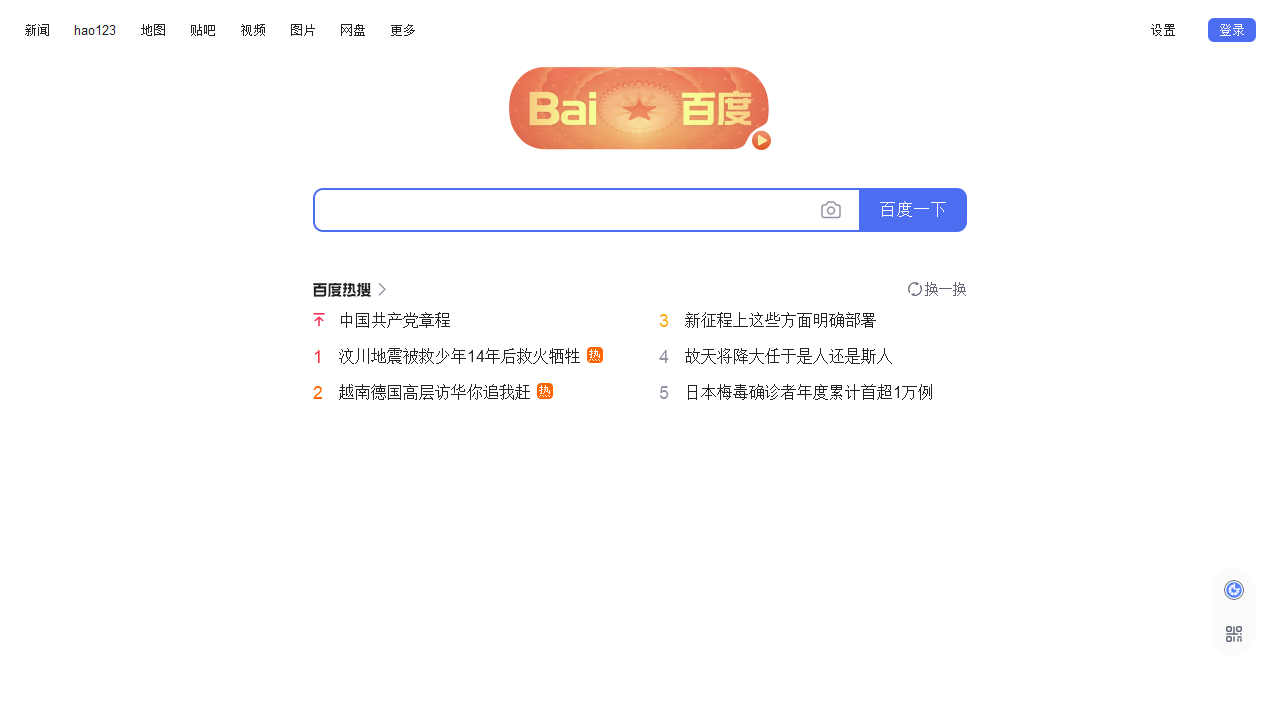 新闻 hao123 地图 贴吧 视频 图片 网盘 更多 设置 登录
Bai 百度
百度一下
百度热搜 换一换
中国共产党章程
1 汶川地震被救少年14年后救火牺牲 热
2 越南德国高层访华你追我赶 热
3 新征程上这些方面明确部署
4 故天将降大任于是人还是斯人
5 日本梅毒确诊者年度累计首超1万例